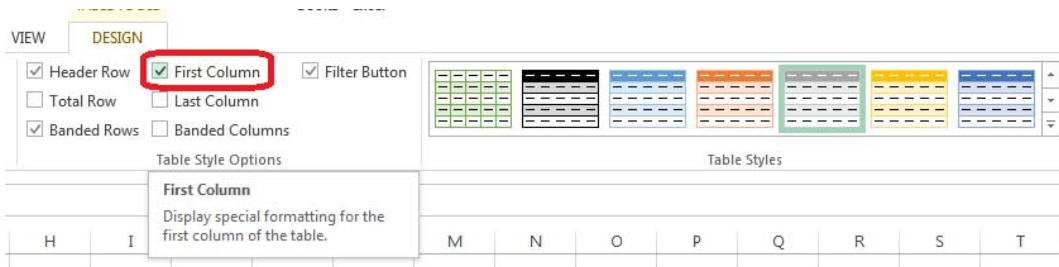 VIEW DESIGN
Header Row First Column Filter Button
Total Row Last Column
Banded Rows Banded Columns
Table Style Options Table Styles
First Column
Display special formatting for the
first column of the table.
H I M N O P Q R S T